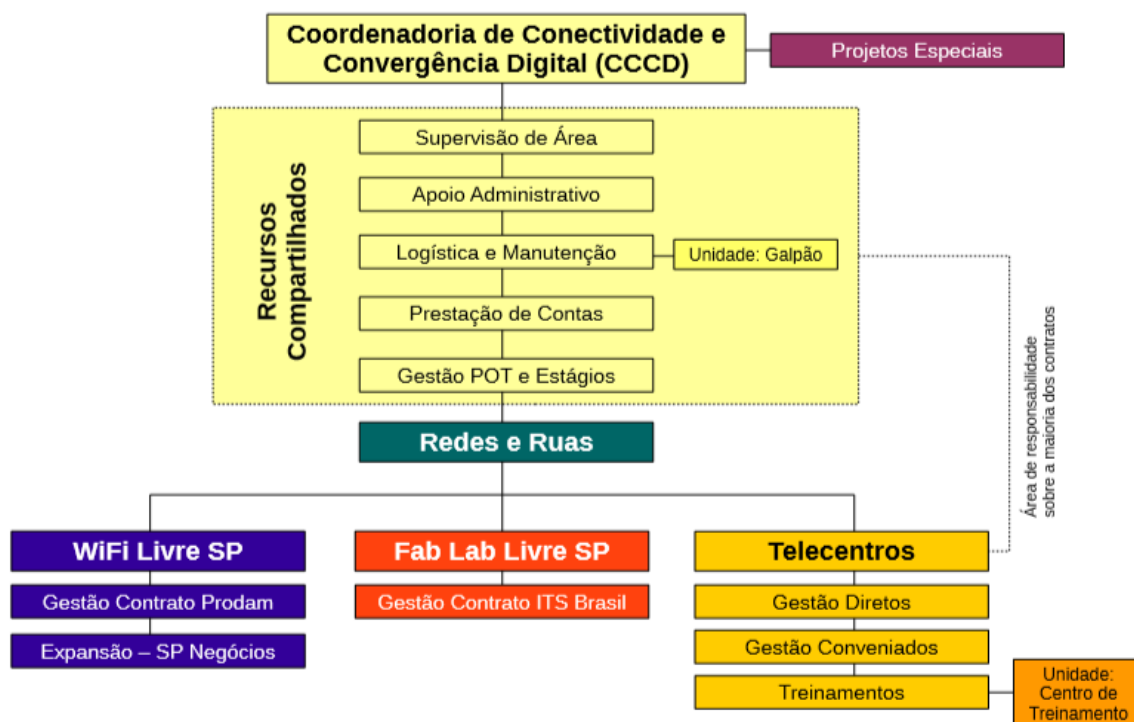 Coordenadoria de Conectividade e
Convergência Digital (CCCD)
Projetos Especiais
Recursos
Compartilhados
Supervisão de Área
Apoio Administrativo
Logística e Manutenção
Unidade: Galpão
Prestação de Contas
Gestão POT e Estágios
Área de responsabilidade
sobre a maioria dos contratos
Redes e Ruas
WiFi Livre SP
Gestão Contrato Prodam
Expansão – SP Negócios
Fab Lab Livre SP
Gestão Contrato ITS Brasil
Telecentros
Gestão Diretos
Gestão Conveniados
Treinamentos
Unidade:
Centro de
Treinamento